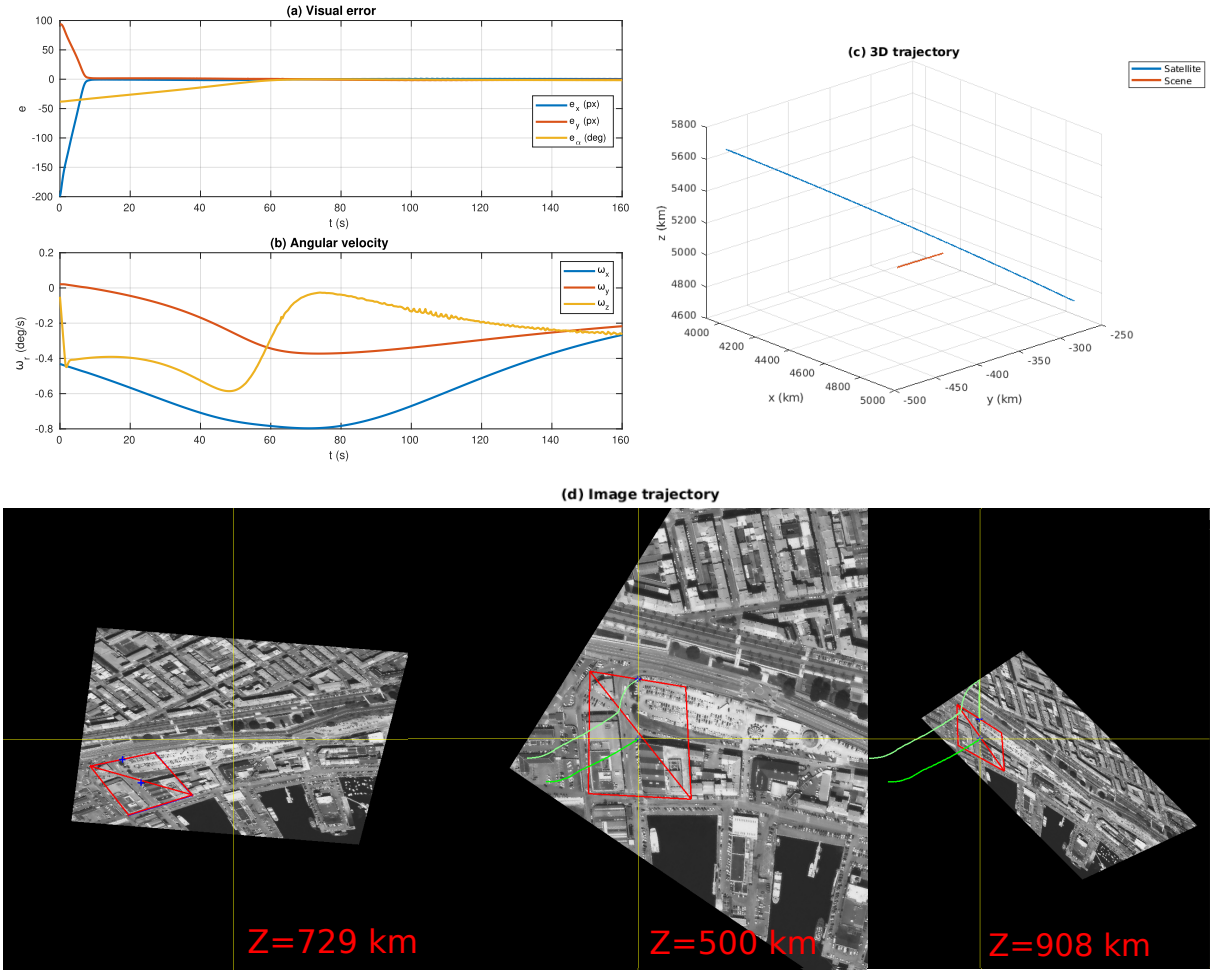 (a) Visual error
100
50
0
-50
-100
-150
-200
e
0 20 40 60 80 100 120 140 160
t (s)
e_x (px)
e_y (px)
e_α (deg)
(b) Angular velocity
0.2
0
-0.2
-0.4
-0.6
-0.8
ω_r (deg/s)
0 20 40 60 80 100 120 140 160
t (s)
ω_x
ω_y
ω_z
(c) 3D trajectory
Satellite
Scene
5800
5600
5400
5200
5000
4800
4600
z (km)
4000
4200
4400
4600
4800
5000
x (km)
-500
-450
-400
-350
-300
-250
y (km)
(d) Image trajectory
Z=729 km
Z=500 km
Z=908 km